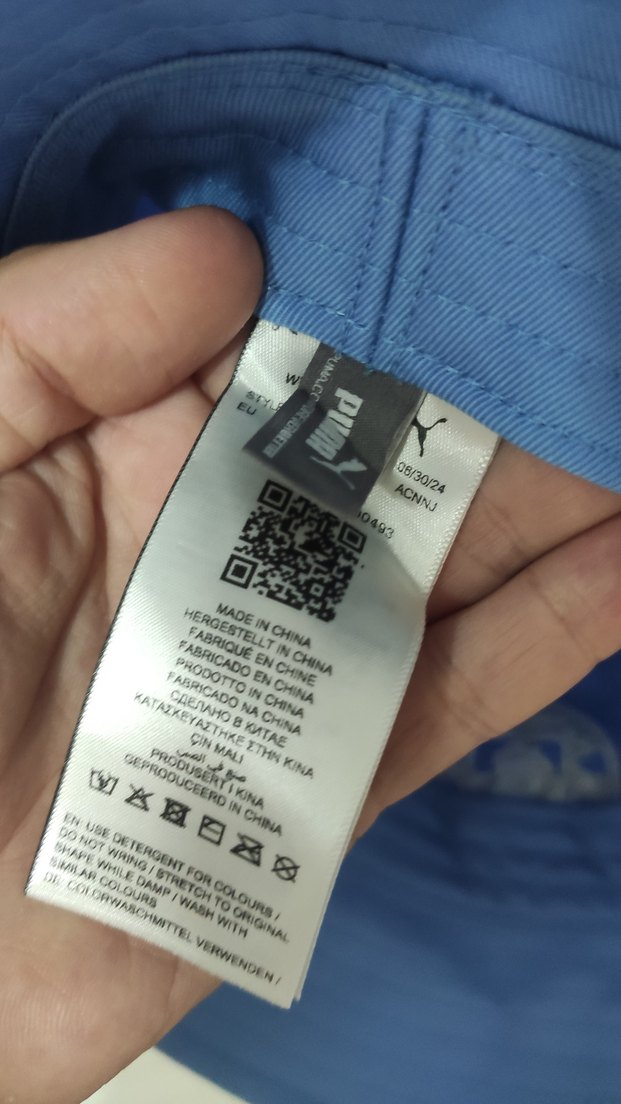 PUMA
EU
06/30/24
ACNNJ
0493
MADE IN CHINA
HERGESTELLT IN CHINA
FABRIQUÉ EN CHINE
FABRICADO EN CHINA
PRODOTTO IN CHINA
FABRICADO NA CHINA
СДЕЛАНО В КИТАЕ
ΚΑΤΑΣΚΕΥΑΣΤΗΚΕ ΣΤΗΝ ΚΙΝΑ
ÇİN MALI
صنع في الصين
PRODUSERT I KINA
GEPRODUCEERD IN CHINA
EN: USE DETERGENT FOR COLOURS /
DO NOT WRING / STRETCH TO ORIGINAL
SHAPE WHILE DAMP / WASH WITH
SIMILAR COLOURS
DE: COLORWASCHMITTEL VERWENDEN /